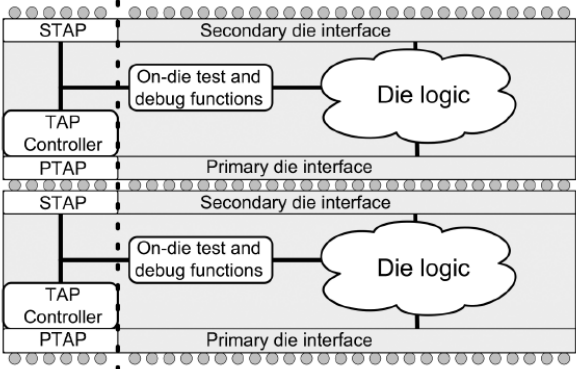 STAP Secondary die interface
On-die test and
debug functions
Die logic
TAP
Controller
PTAP Primary die interface
STAP Secondary die interface
On-die test and
debug functions
Die logic
TAP
Controller
PTAP Primary die interface